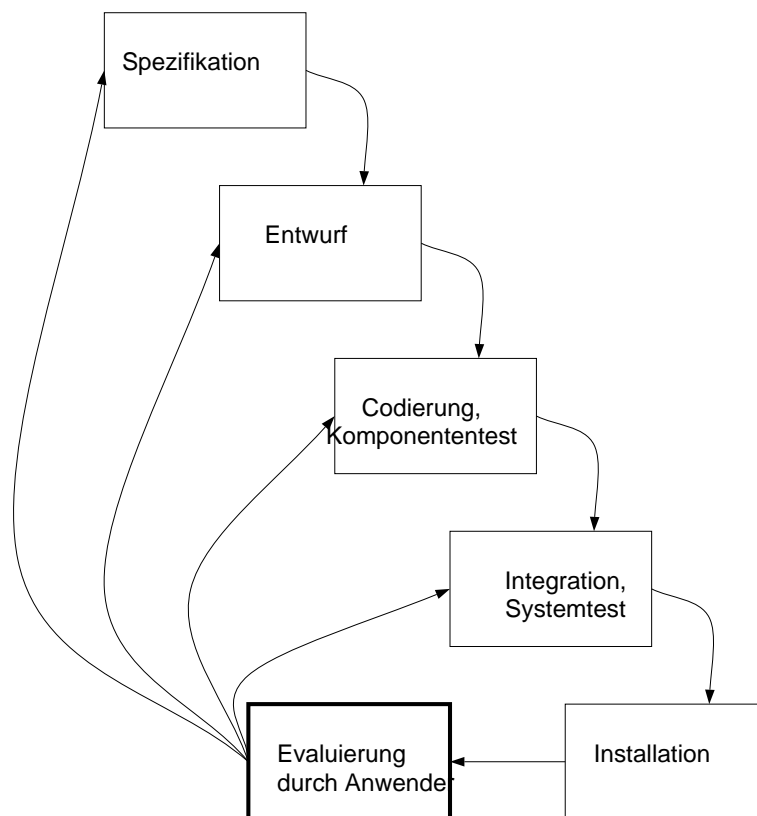 Spezifikation
Entwurf
Codierung,
Komponententest
Integration,
Systemtest
Evaluierung
durch Anwender
Installation